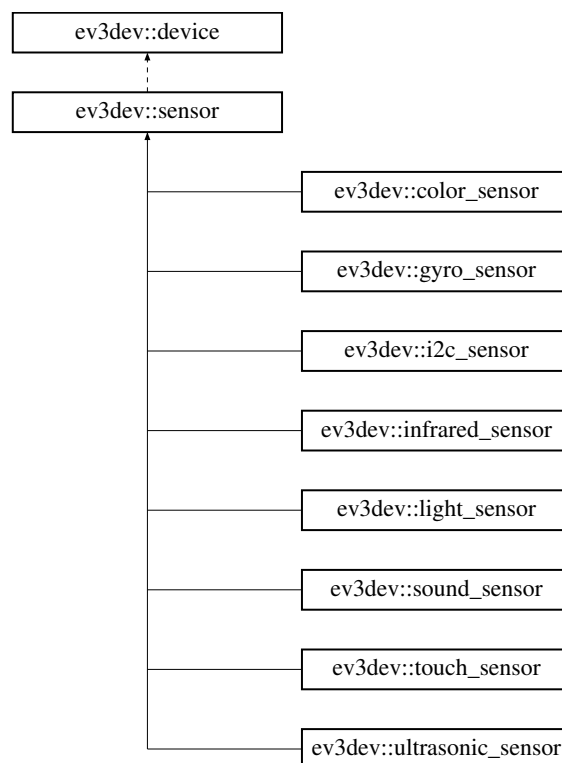 ev3dev::device
ev3dev::sensor
ev3dev::color_sensor
ev3dev::gyro_sensor
ev3dev::i2c_sensor
ev3dev::infrared_sensor
ev3dev::light_sensor
ev3dev::sound_sensor
ev3dev::touch_sensor
ev3dev::ultrasonic_sensor